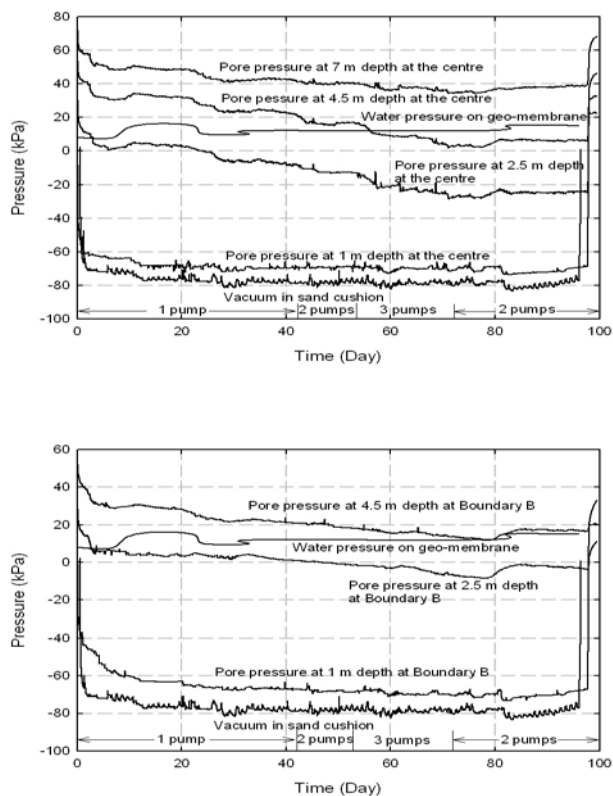 80
60
40
20
0
-20
-40
-60
-80
-100
Pressure (kPa)
Pore pressure at 7 m depth at the centre
Pore pressure at 4.5 m depth at the centre
Water pressure on geo-membrane
Pore pressure at 2.5 m depth
at the centre
Pore pressure at 1 m depth at the centre
Vacuum in sand cushion
1 pump
2 pumps
3 pumps
2 pumps
0
20
40
60
80
100
Time (Day)
60
40
20
0
-20
-40
-60
-80
-100
Pressure (kPa)
Pore pressure at 4.5 m depth at Boundary B
Water pressure on geo-membrane
Pore pressure at 2.5 m depth
at Boundary B
Pore pressure at 1 m depth at Boundary B
Vacuum in sand cushion
1 pump
2 pumps
3 pumps
2 pumps
0
20
40
60
80
100
Time (Day)